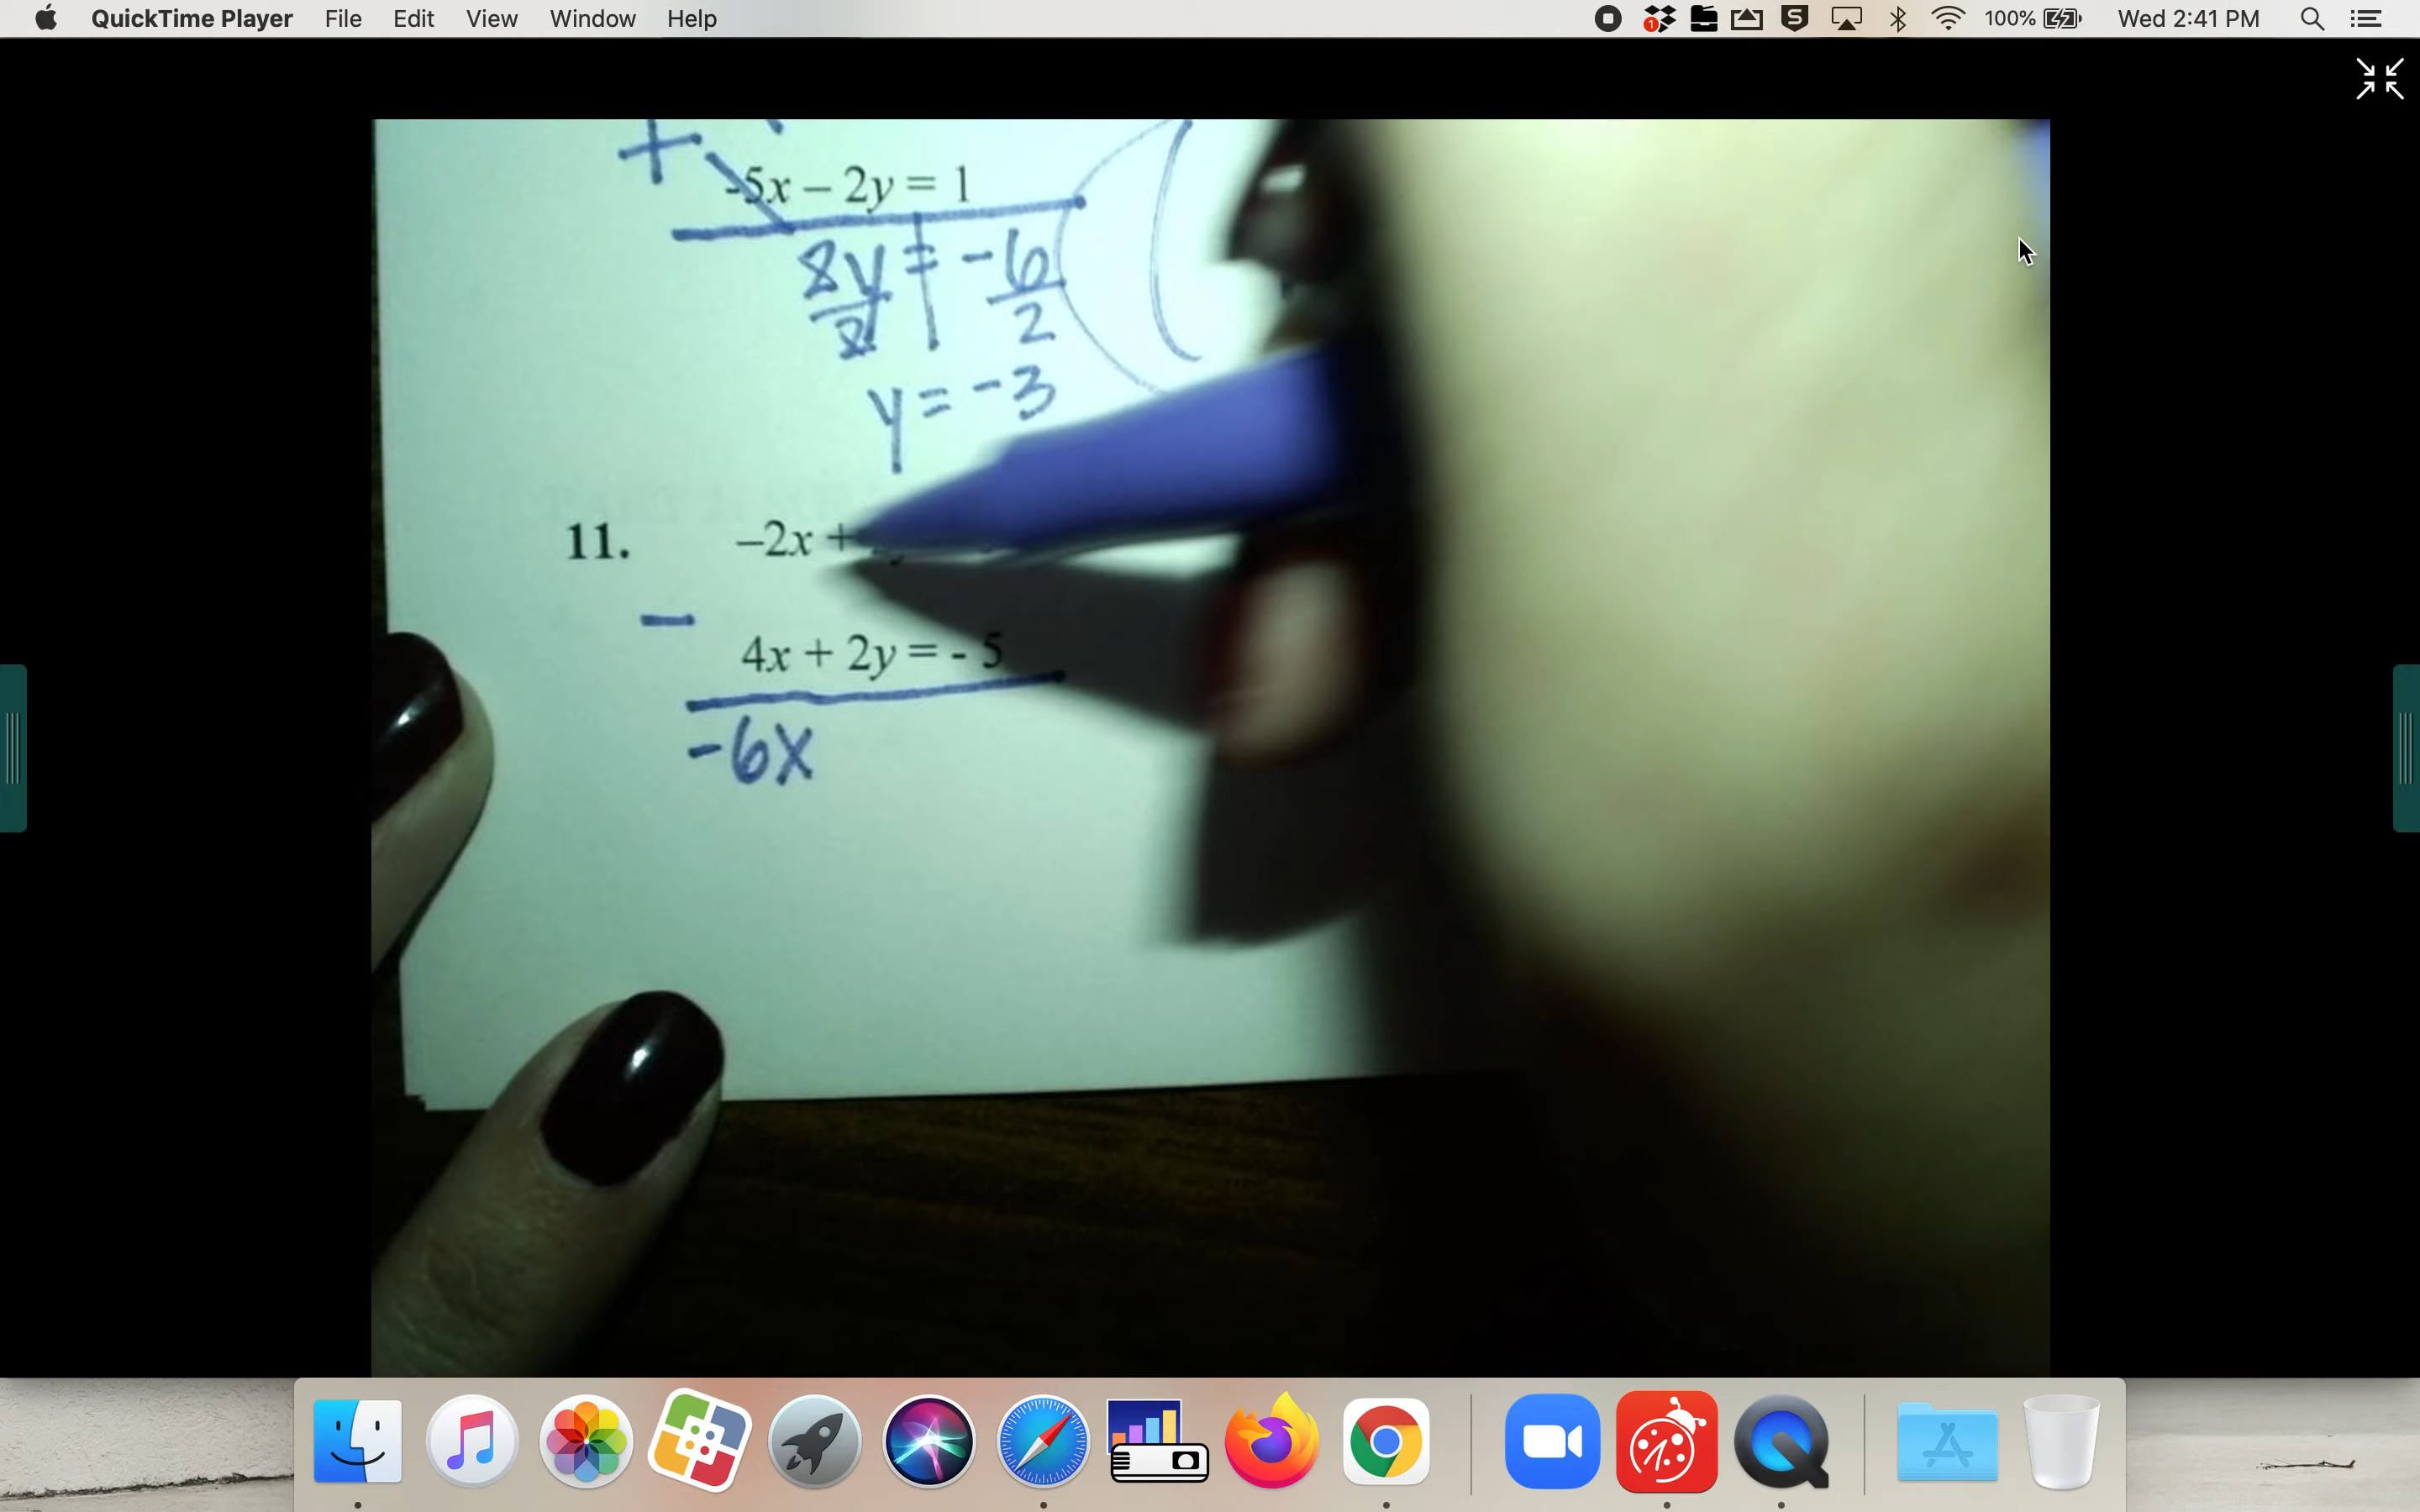 QuickTime Player File Edit View Window Help 1 S 100% Wed 2:41 PM
+
-5x – 2y = 1
8y = -6
2
y = -3
11. –2x +
–
4x + 2y = - 5
-6x